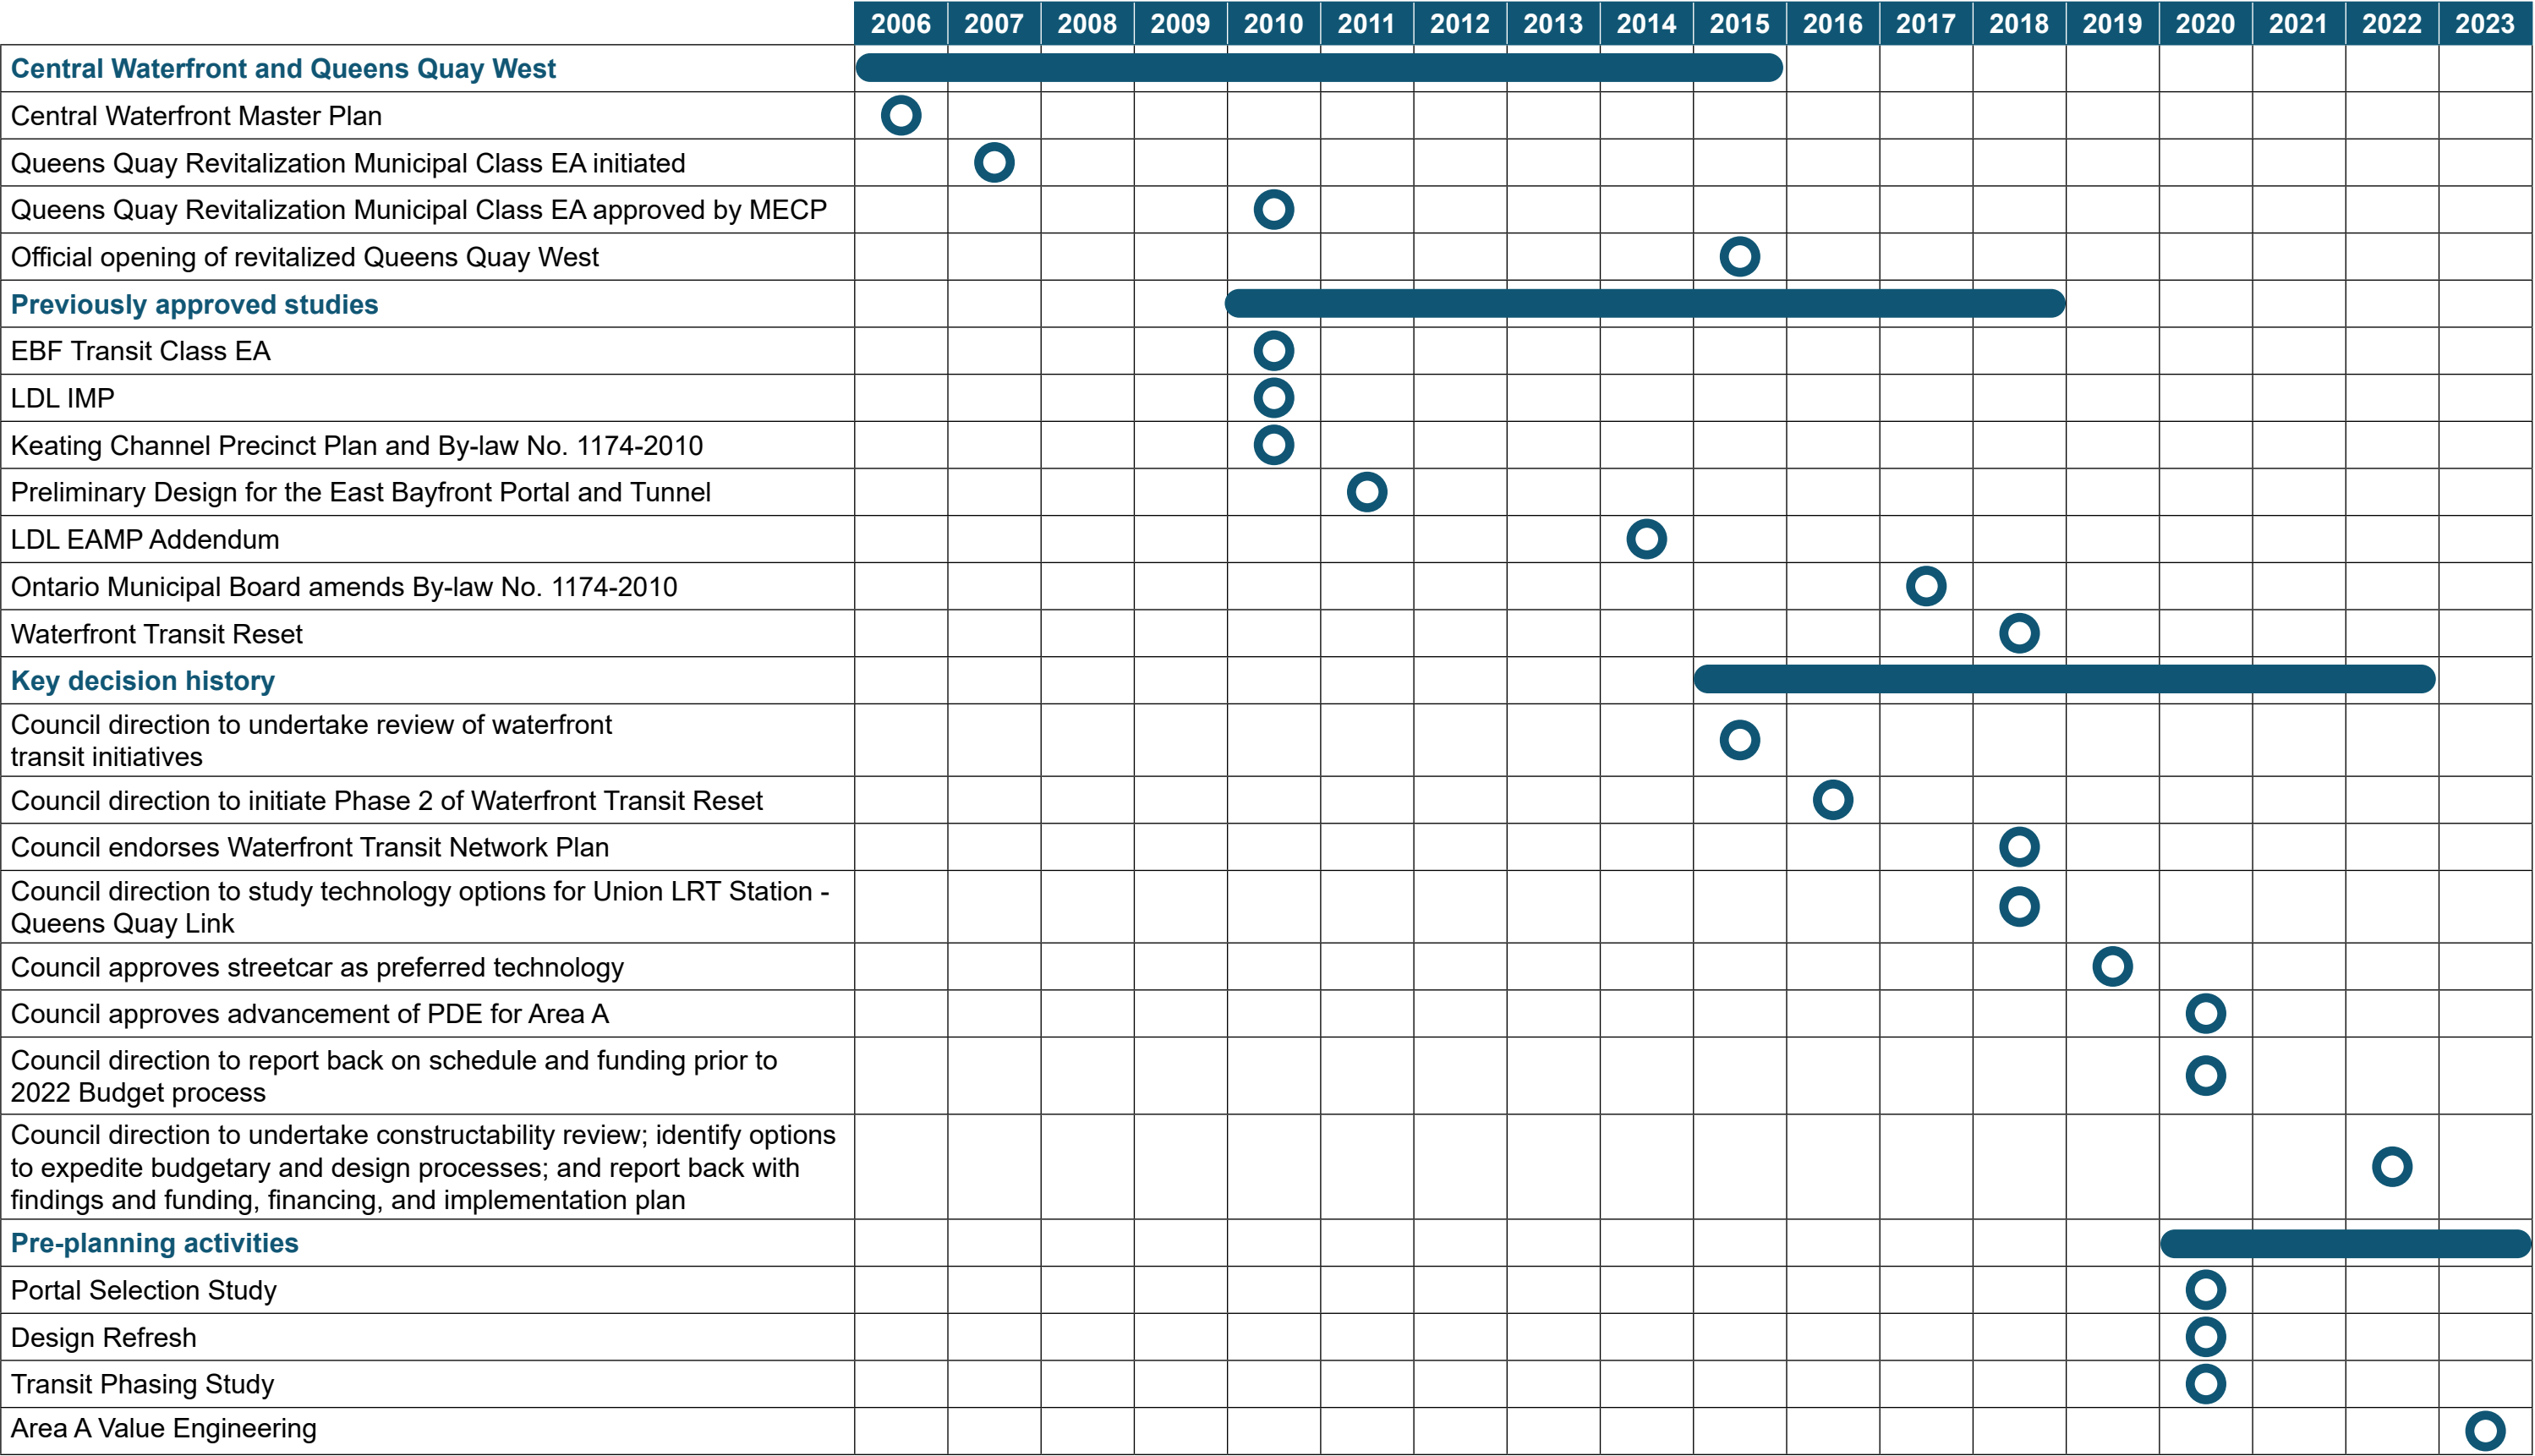 2006 2007 2008 2009 2010 2011 2012 2013 2014 2015 2016 2017 2018 2019 2020 2021 2022 2023
Central Waterfront and Queens Quay West
Central Waterfront Master Plan
Queens Quay Revitalization Municipal Class EA initiated
Queens Quay Revitalization Municipal Class EA approved by MECP
Official opening of revitalized Queens Quay West
Previously approved studies
EBF Transit Class EA
LDL IMP
Keating Channel Precinct Plan and By-law No. 1174-2010
Preliminary Design for the East Bayfront Portal and Tunnel
LDL EAMP Addendum
Ontario Municipal Board amends By-law No. 1174-2010
Waterfront Transit Reset
Key decision history
Council direction to undertake review of waterfront
transit initiatives
Council direction to initiate Phase 2 of Waterfront Transit Reset
Council endorses Waterfront Transit Network Plan
Council direction to study technology options for Union LRT Station -
Queens Quay Link
Council approves streetcar as preferred technology
Council approves advancement of PDE for Area A
Council direction to report back on schedule and funding prior to
2022 Budget process
Council direction to undertake constructability review; identify options
to expedite budgetary and design processes; and report back with
findings and funding, financing, and implementation plan
Pre-planning activities
Portal Selection Study
Design Refresh
Transit Phasing Study
Area A Value Engineering